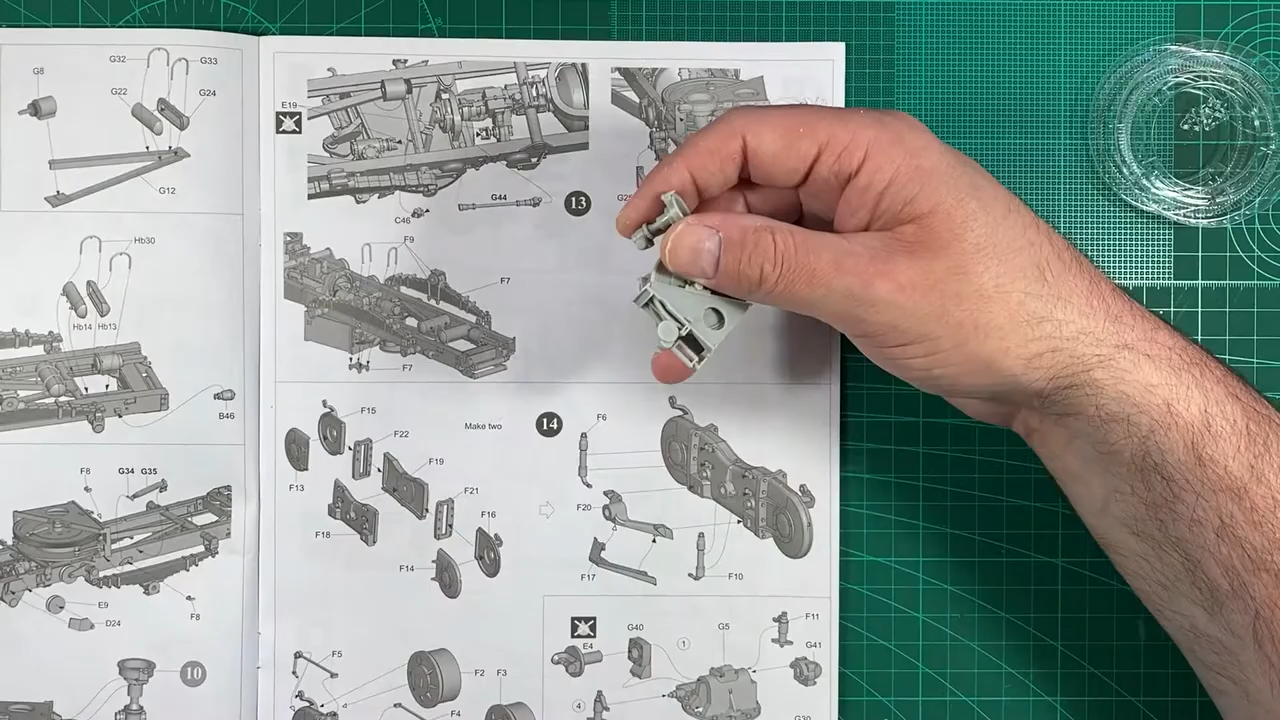 G8
G32
G33
G22
G24
G12
Hb30
Hb14
Hb13
B46
F8
G34
G35
E9
D24
F8
10
E19
C46
G44
13
F9
F7
F7
14
Make two
F15
F22
F13
F19
F18
F21
F16
F14
F6
F20
F17
F10
F5
F2
F3
F4
E4
G40
1
G5
F11
G41
4